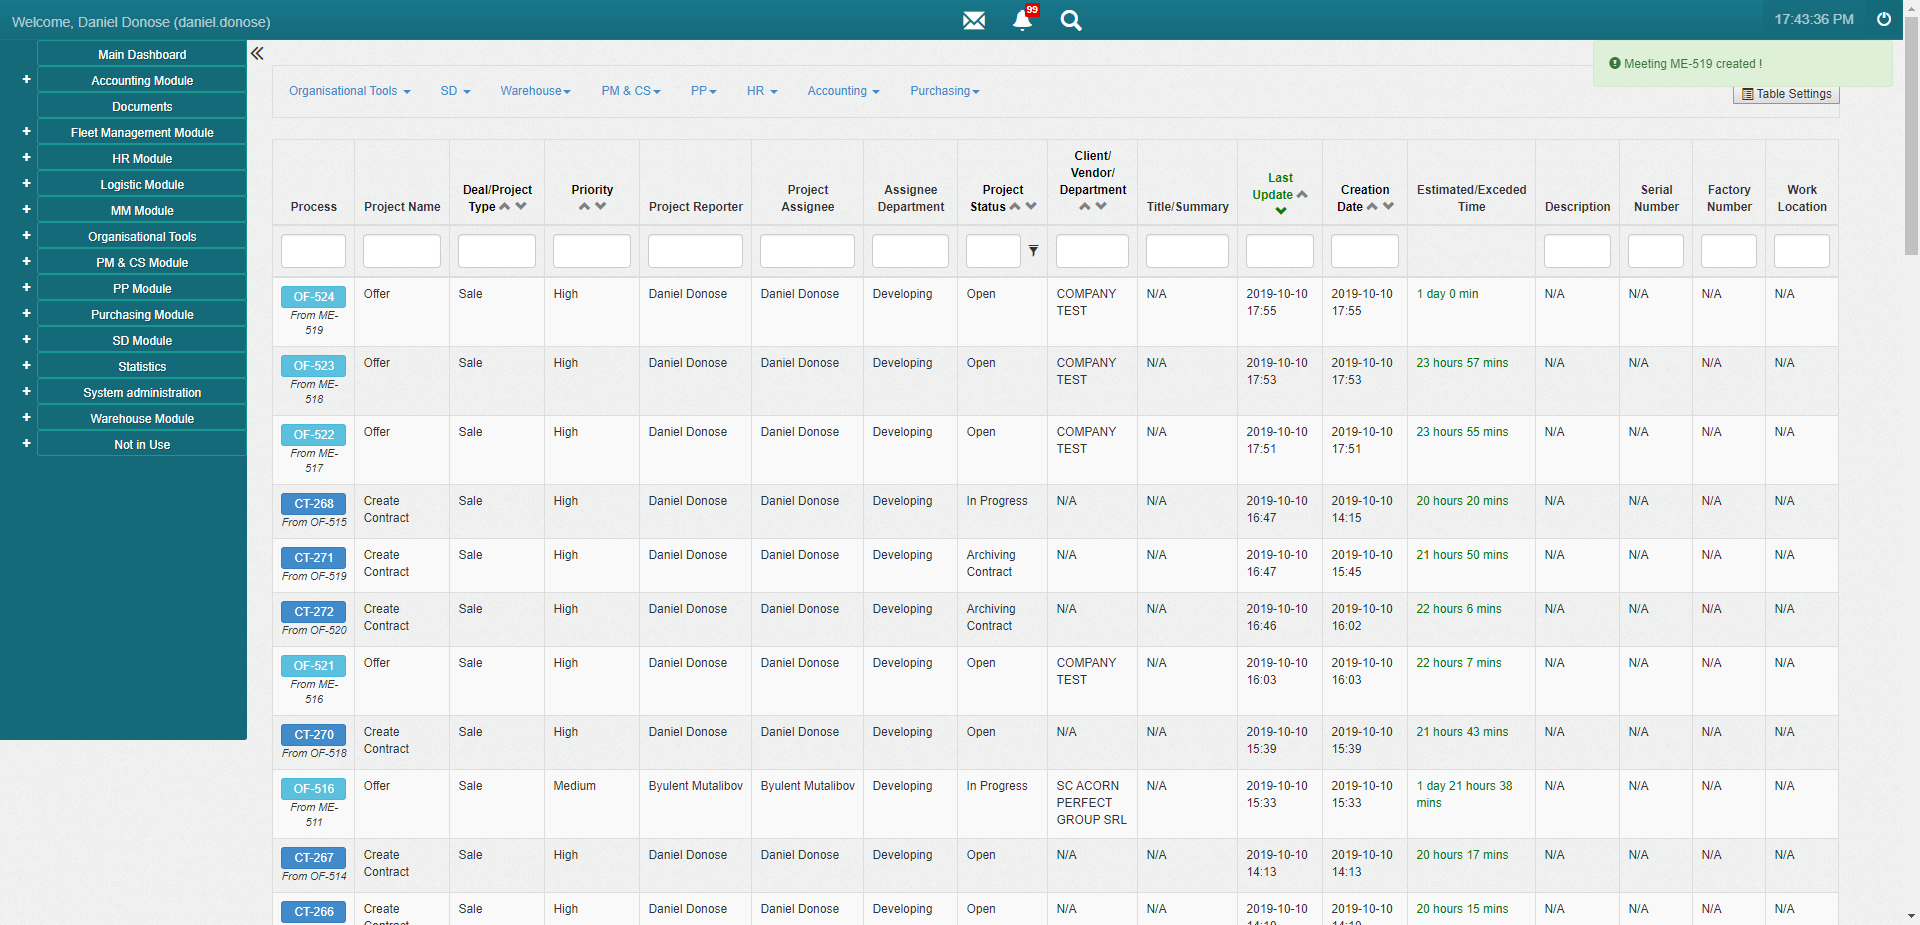 Welcome, Daniel Donose (daniel.donose)
99
17:43:36 PM
Main Dashboard
Accounting Module
Documents
Fleet Management Module
HR Module
Logistic Module
MM Module
Organisational Tools
PM & CS Module
PP Module
Purchasing Module
SD Module
Statistics
System administration
Warehouse Module
Not in Use
Meeting ME-519 created !
Organisational Tools SD Warehouse PM & CS PP HR Accounting Purchasing
Table Settings
Process Project Name Deal/Project Type Priority Project Reporter Project Assignee Assignee Department Project Status Client/ Vendor/ Department Title/Summary Last Update Creation Date Estimated/Exceded Time Description Serial Number Factory Number Work Location
OF-524 Offer Sale High Daniel Donose Daniel Donose Developing Open COMPANY N/A 2019-10-10 2019-10-10 1 day 0 min N/A N/A N/A N/A
From ME- TEST 17:55 17:55
519
OF-523 Offer Sale High Daniel Donose Daniel Donose Developing Open COMPANY N/A 2019-10-10 2019-10-10 23 hours 57 mins N/A N/A N/A N/A
From ME- TEST 17:53 17:53
518
OF-522 Offer Sale High Daniel Donose Daniel Donose Developing Open COMPANY N/A 2019-10-10 2019-10-10 23 hours 55 mins N/A N/A N/A N/A
From ME- TEST 17:51 17:51
517
CT-268 Create Sale High Daniel Donose Daniel Donose Developing In Progress N/A N/A 2019-10-10 2019-10-10 20 hours 20 mins N/A N/A N/A N/A
From OF-515 Contract 16:47 14:15
CT-271 Create Sale High Daniel Donose Daniel Donose Developing Archiving N/A N/A 2019-10-10 2019-10-10 21 hours 50 mins N/A N/A N/A N/A
From OF-519 Contract Contract 16:47 15:45
CT-272 Create Sale High Daniel Donose Daniel Donose Developing Archiving N/A N/A 2019-10-10 2019-10-10 22 hours 6 mins N/A N/A N/A N/A
From OF-520 Contract Contract 16:46 16:02
OF-521 Offer Sale High Daniel Donose Daniel Donose Developing Open COMPANY N/A 2019-10-10 2019-10-10 22 hours 7 mins N/A N/A N/A N/A
From ME- TEST 16:03 16:03
516
CT-270 Create Sale High Daniel Donose Daniel Donose Developing Open N/A N/A 2019-10-10 2019-10-10 21 hours 43 mins N/A N/A N/A N/A
From OF-518 Contract 15:39 15:39
OF-516 Offer Sale Medium Byulent Mutalibov Byulent Mutalibov Developing In Progress SC ACORN N/A 2019-10-10 2019-10-10 1 day 21 hours 38 N/A N/A N/A N/A
From ME- PERFECT 15:33 15:33 mins
511 GROUP SRL
CT-267 Create Sale High Daniel Donose Daniel Donose Developing Open N/A N/A 2019-10-10 2019-10-10 20 hours 17 mins N/A N/A N/A N/A
From OF-514 Contract 14:13 14:13
CT-266 Create Sale High Daniel Donose Daniel Donose Developing Open N/A N/A 2019-10-10 2019-10-10 20 hours 15 mins N/A N/A N/A N/A